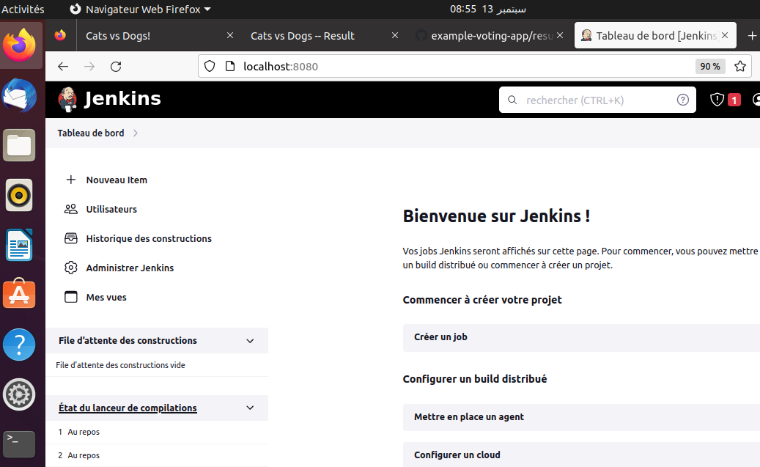 Activités
Navigateur Web Firefox
08:55 13 سبتمبر
Cats vs Dogs!
Cats vs Dogs -- Result
example-voting-app/resu
Tableau de bord [Jenkins
localhost:8080
90 %
Jenkins
rechercher (CTRL+K)
1
Tableau de bord
Nouveau Item
Utilisateurs
Historique des constructions
Administrer Jenkins
Mes vues
File d'attente des constructions
File d'attente des constructions vide
État du lanceur de compilations
1 Au repos
2 Au repos
Bienvenue sur Jenkins !
Vos jobs Jenkins seront affichés sur cette page. Pour commencer, vous pouvez mettre
un build distribué ou commencer à créer un projet.
Commencer à créer votre projet
Créer un job
Configurer un build distribué
Mettre en place un agent
Configurer un cloud